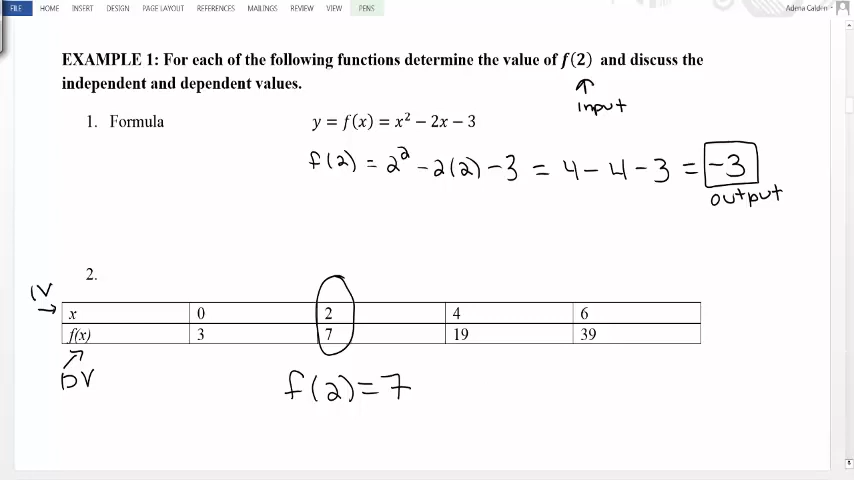 FILE HOME INSERT DESIGN PAGE LAYOUT REFERENCES MAILINGS REVIEW VIEW PENS Adena Calden
EXAMPLE 1: For each of the following functions determine the value of f(2) and discuss the
independent and dependent values.
↑
input
1. Formula y = f(x) = x² − 2x − 3
f(2) = 2² - 2(2) - 3 = 4 - 4 - 3 = -3
output
2.
IV →
x 0 2 4 6
f(x) 3 7 19 39
DV
f(2) = 7